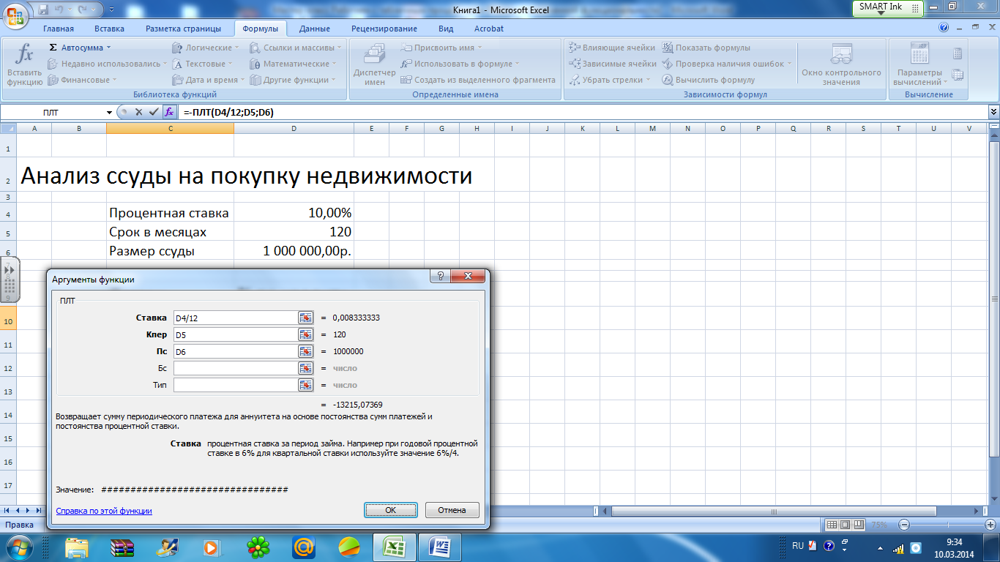 Книга1 - Microsoft Excel
SMART Ink
Главная Вставка Разметка страницы Формулы Данные Рецензирование Вид Acrobat
fx Вставить функцию
Σ Автосумма
Недавно использовались
Финансовые
Логические
Текстовые
Дата и время
Ссылки и массивы
Математические
Другие функции
Библиотека функций
Диспетчер имен
Присвоить имя
Использовать в формуле
Создать из выделенного фрагмента
Определенные имена
Влияющие ячейки
Зависимые ячейки
Убрать стрелки
Показать формулы
Проверка наличия ошибок
Вычислить формулу
Окно контрольного значения
Зависимости формул
Параметры вычислений
Вычисление
ПЛТ fx =-ПЛТ(D4/12;D5;D6)
A B C D E F G H I J K L M N O P Q R S T U V
1
2 Анализ ссуды на покупку недвижимости
3
4 Процентная ставка 10,00%
5 Срок в месяцах 120
6 Размер ссуды 1 000 000,00р.
7
8
9
10
11
12
13
14
15
16
17
Аргументы функции
ПЛТ
Ставка D4/12 = 0,008333333
Кпер D5 = 120
Пс D6 = 1000000
Бс = число
Тип = число
= -13215,07369
Возвращает сумму периодического платежа для аннуитета на основе постоянства сумм платежей и
постоянства процентной ставки.
Ставка процентная ставка за период займа. Например при годовой процентной
ставке в 6% для квартальной ставки используйте значение 6%/4.
Значение: ################################
Справка по этой функции OK Отмена
Правка 75%
RU 9:34
10.03.2014